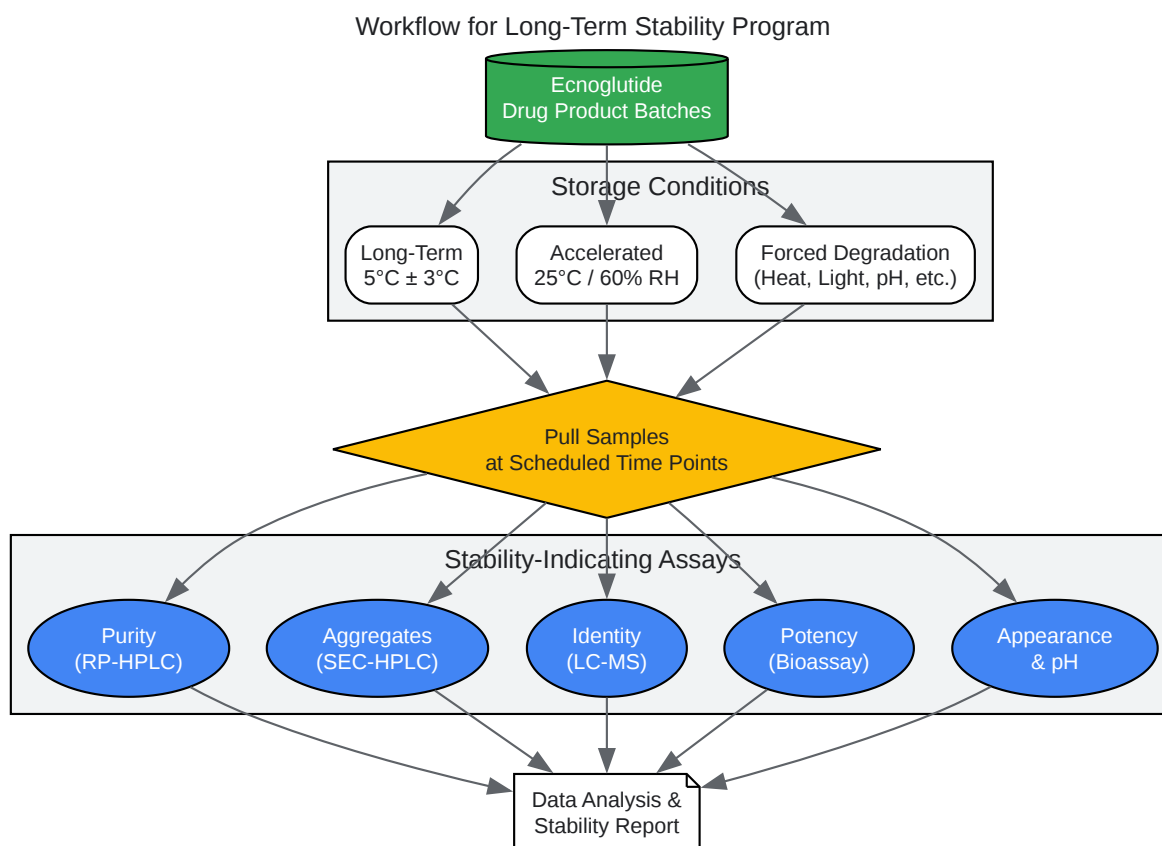 Workflow for Long-Term Stability Program
Ecnoglutide
Drug Product Batches
Storage Conditions
Long-Term
5°C ± 3°C
Accelerated
25°C / 60% RH
Forced Degradation
(Heat, Light, pH, etc.)
Pull Samples
at Scheduled Time Points
Stability-Indicating Assays
Purity
(RP-HPLC)
Aggregates
(SEC-HPLC)
Identity
(LC-MS)
Potency
(Bioassay)
Appearance
& pH
Data Analysis &
Stability Report